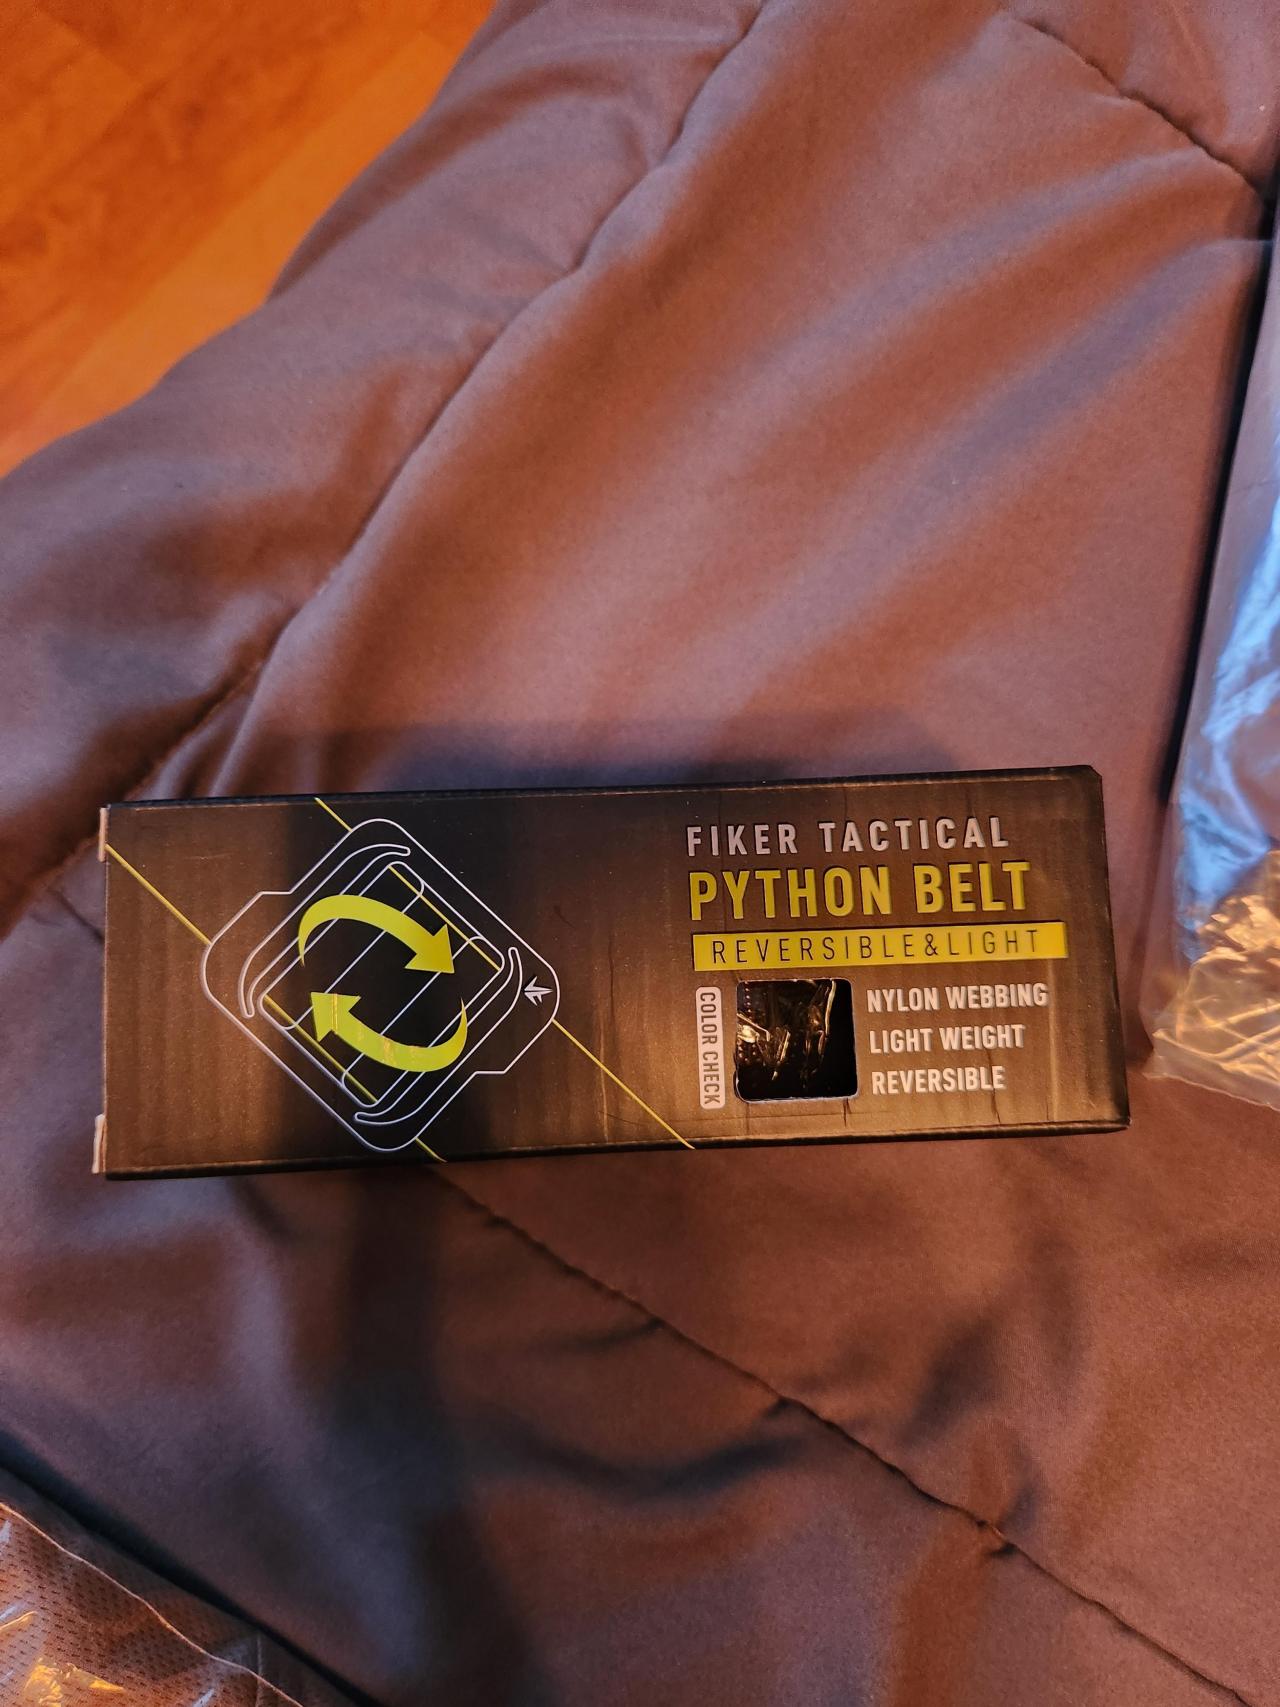 FIKER TACTICAL
PYTHON BELT
REVERSIBLE&LIGHT
COLOR CHECK
NYLON WEBBING
LIGHT WEIGHT
REVERSIBLE